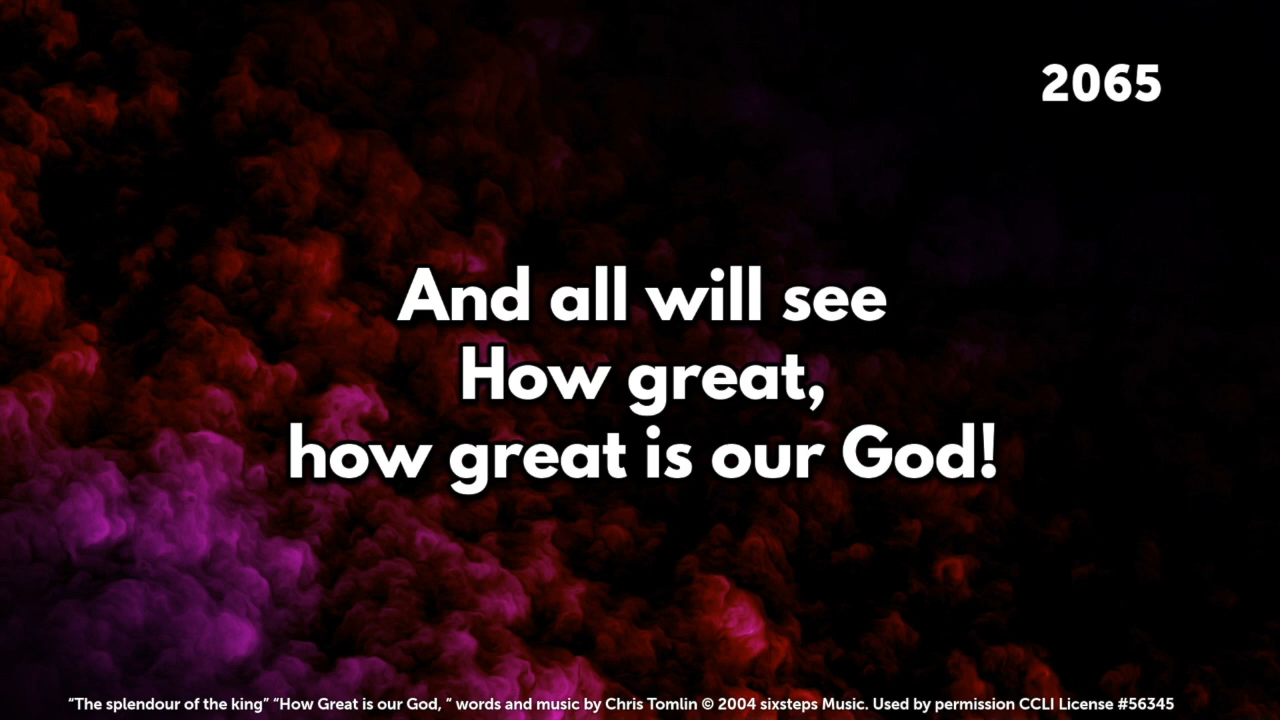 2065
And all will see
How great,
how great is our God!
“The splendour of the king” “How Great is our God, ” words and music by Chris Tomlin © 2004 sixsteps Music. Used by permission CCLI License #56345